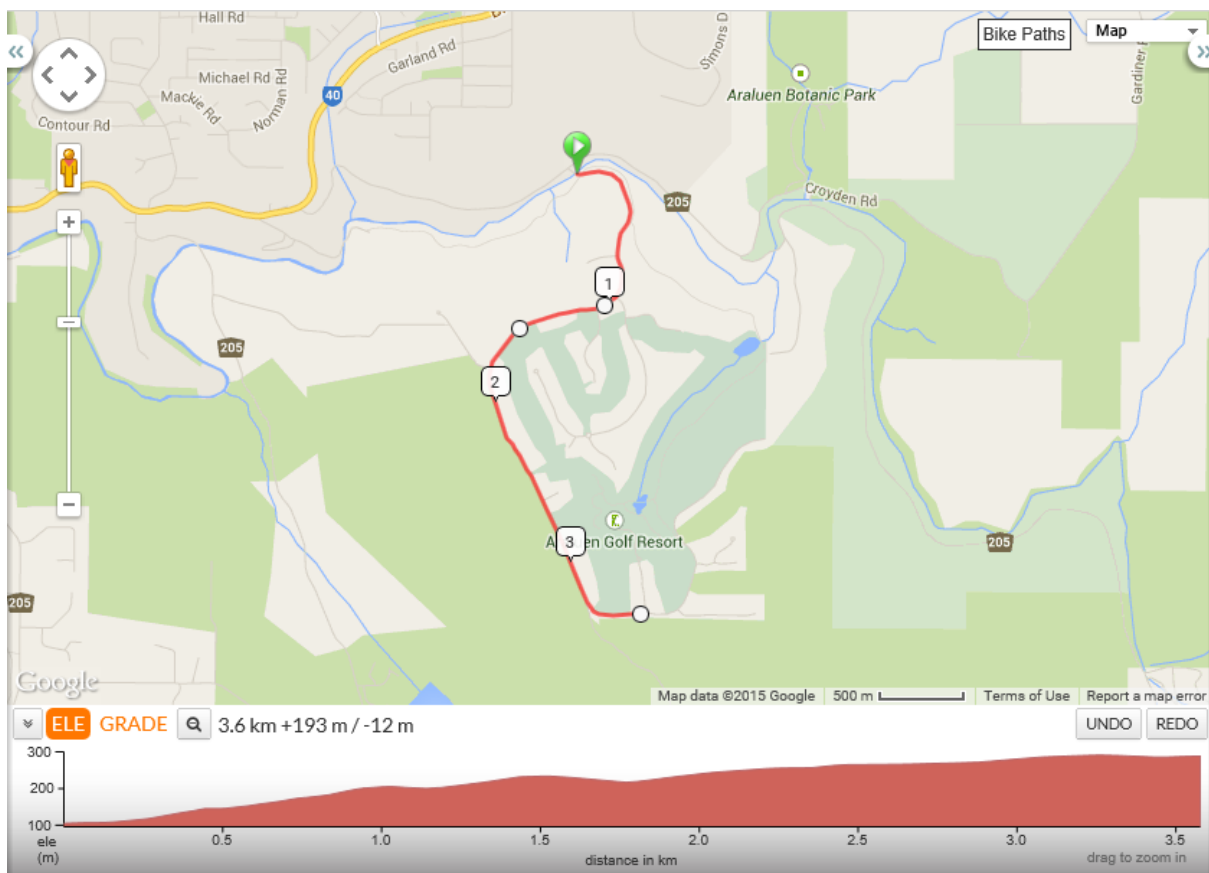 Hall Rd
Garland Rd
Simons D
Bike Paths
Map
Michael Rd
Mackie Rd
Norman Rd
Contour Rd
40
Araluen Botanic Park
Gardiner
205
Croyden Rd
1
205
2
3
en Golf Resort
205
205
Google
Map data ©2015 Google
500 m
Terms of Use
Report a map error
ELE
GRADE
3.6 km +193 m / -12 m
UNDO
REDO
300
200
100
ele
(m)
0.5
1.0
1.5
2.0
2.5
3.0
3.5
distance in km
drag to zoom in